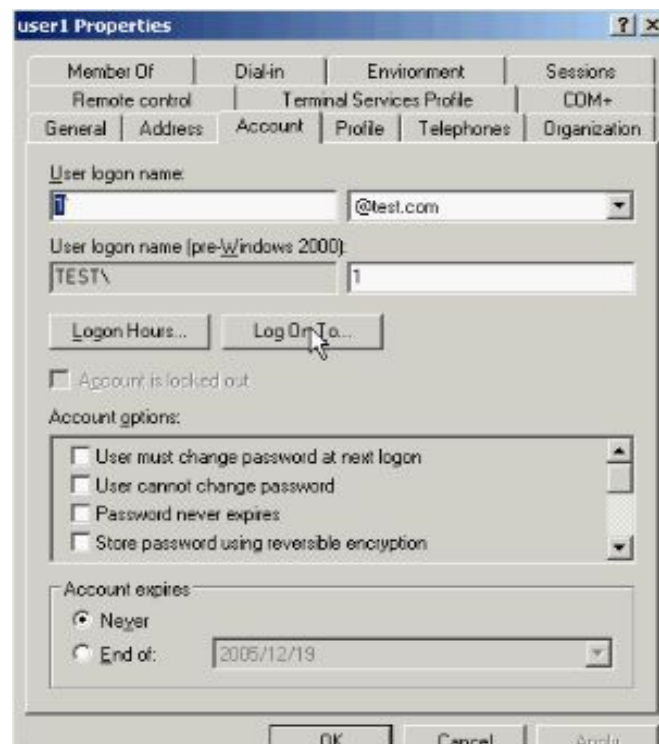 user1 Properties
Member Of Dial-in Environment Sessions
Remote control Terminal Services Profile COM+
General Address Account Profile Telephones Organization
User logon name:
1 @test.com
User logon name (pre-Windows 2000):
TEST\ 1
Logon Hours... Log On To...
Account is locked out
Account options:
User must change password at next logon
User cannot change password
Password never expires
Store password using reversible encryption
Account expires
Never
End of: 2005/12/19
OK Cancel Apply